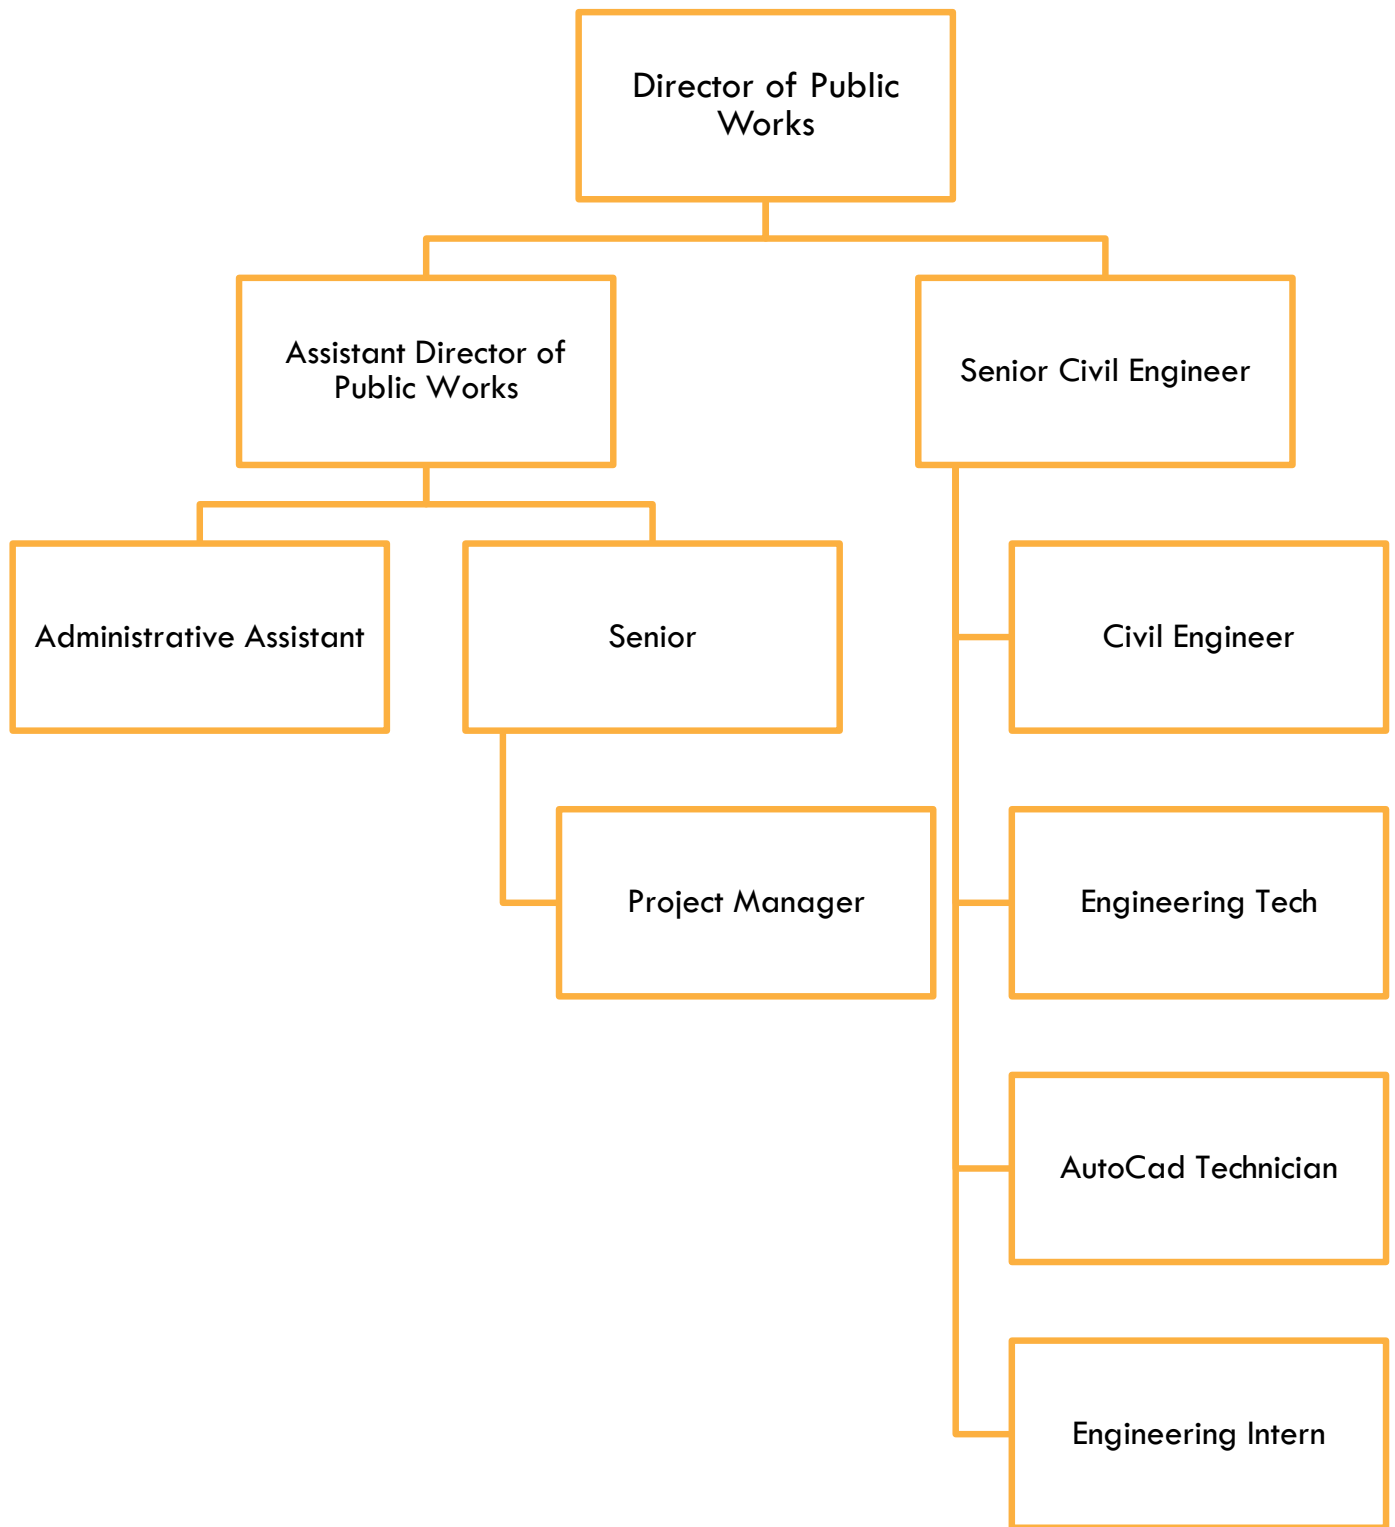 Director of Public
Works
Assistant Director of
Public Works
Senior Civil Engineer
Administrative Assistant
Senior
Civil Engineer
Project Manager
Engineering Tech
AutoCad Technician
Engineering Intern